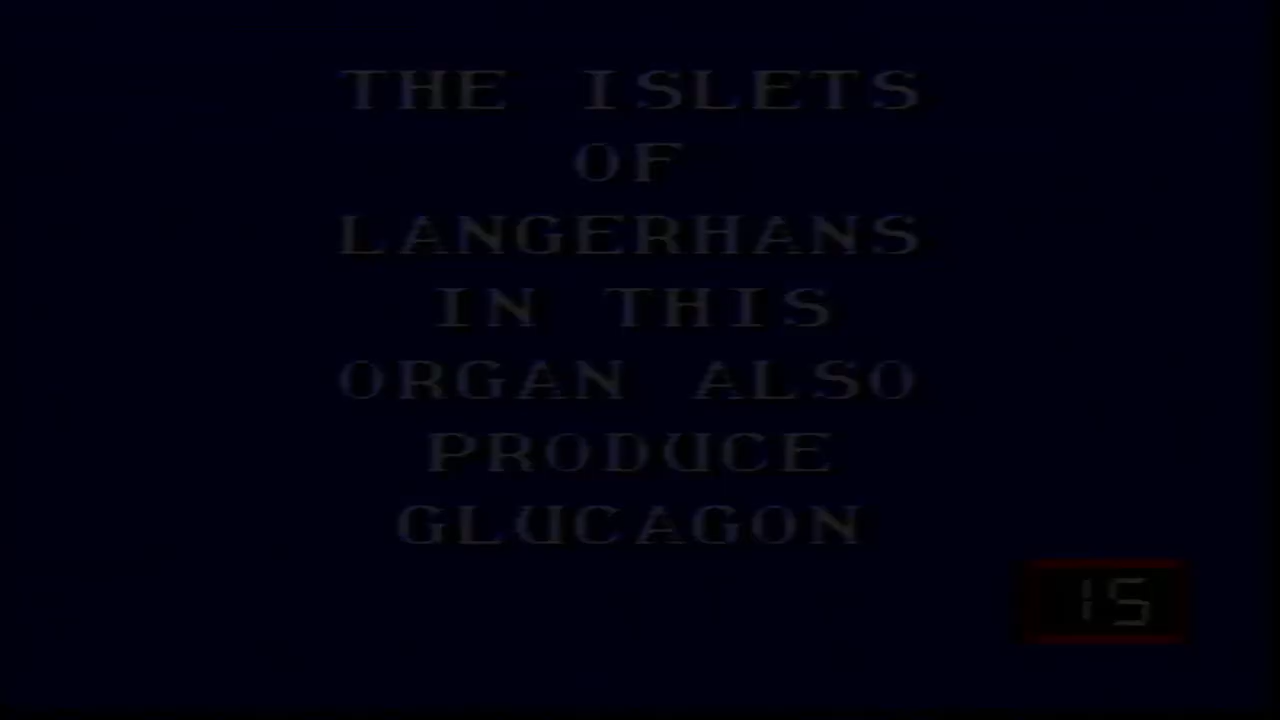 THE ISLETS
OF
LANGERHANS
IN THIS
ORGAN ALSO
PRODUCE
GLUCAGON
15